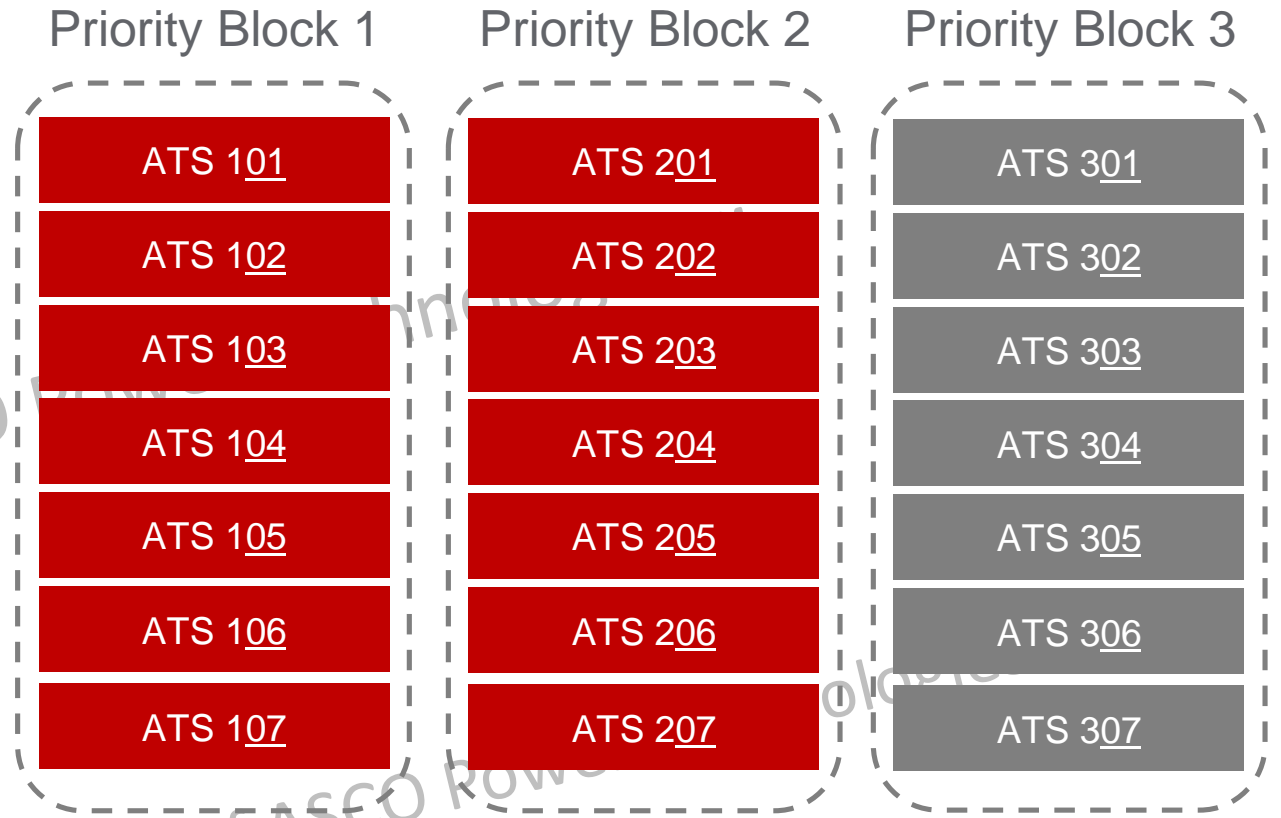 Priority Block 1
ATS 101
ATS 102
ATS 103
ATS 104
ATS 105
ATS 106
ATS 107
Priority Block 2
ATS 201
ATS 202
ATS 203
ATS 204
ATS 205
ATS 206
ATS 207
Priority Block 3
ATS 301
ATS 302
ATS 303
ATS 304
ATS 305
ATS 306
ATS 307